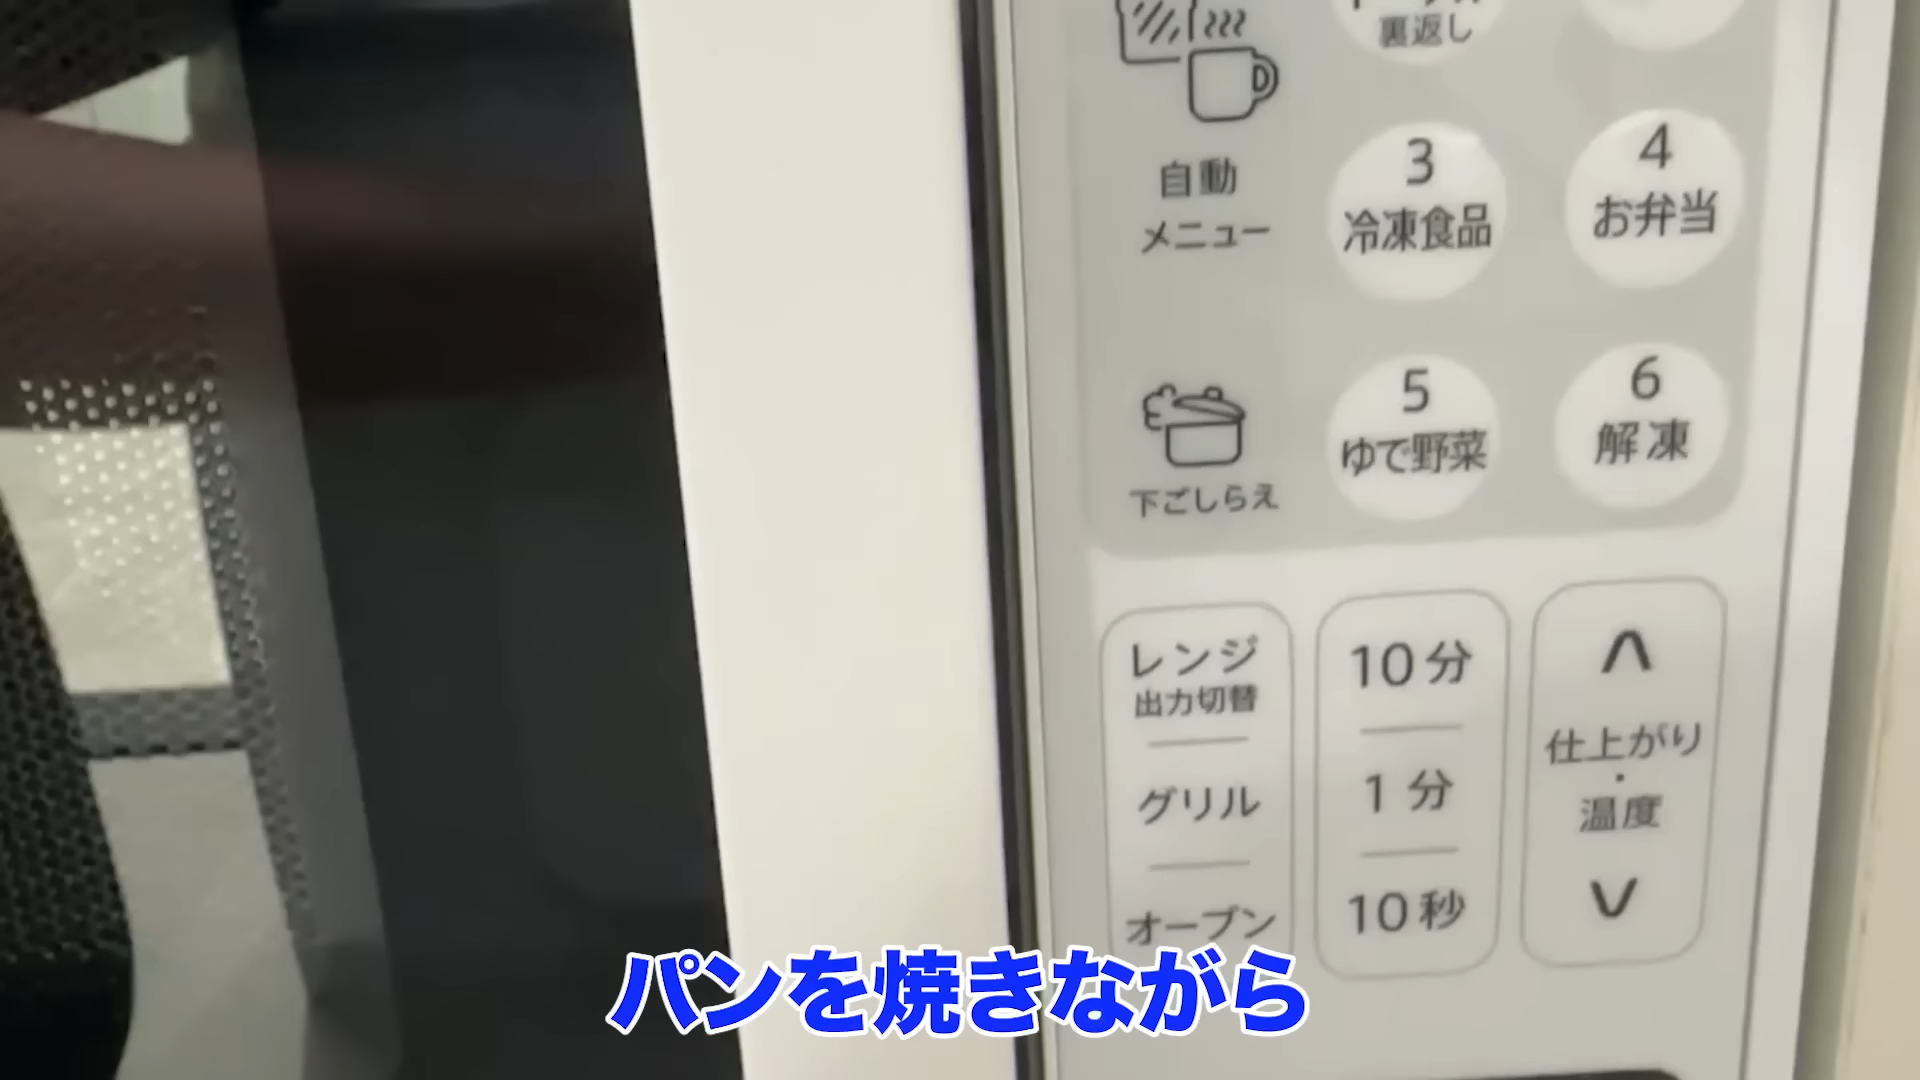 裏返し
自動
メニュー
3
冷凍食品
4
お弁当
下ごしらえ
5
ゆで野菜
6
解凍
レンジ
出力切替
グリル
オーブン
10分
1分
10秒
仕上がり
・
温度
パンを焼きながら